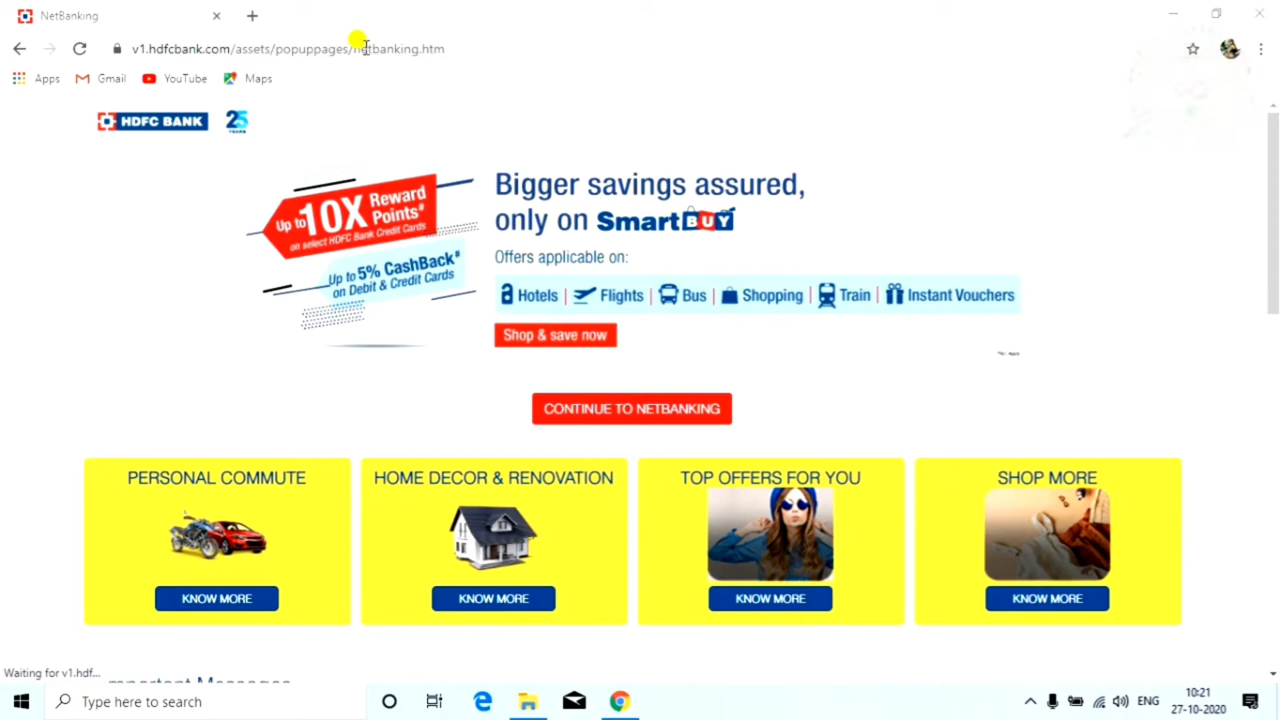 NetBanking
v1.hdfcbank.com/assets/popuppages/netbanking.htm
Apps Gmail YouTube Maps
HDFC BANK 25 YEARS
Up to 10X Reward Points#
on select HDFC Bank Credit Cards
Up to 5% CashBack#
on Debit & Credit Cards
Bigger savings assured,
only on SmartBUY
Offers applicable on:
Hotels | Flights | Bus | Shopping | Train | Instant Vouchers
Shop & save now
CONTINUE TO NETBANKING
PERSONAL COMMUTE
KNOW MORE
HOME DECOR & RENOVATION
KNOW MORE
TOP OFFERS FOR YOU
KNOW MORE
SHOP MORE
KNOW MORE
Waiting for v1.hdf...
mportant Messages
Type here to search
ENG
10:21
27-10-2020